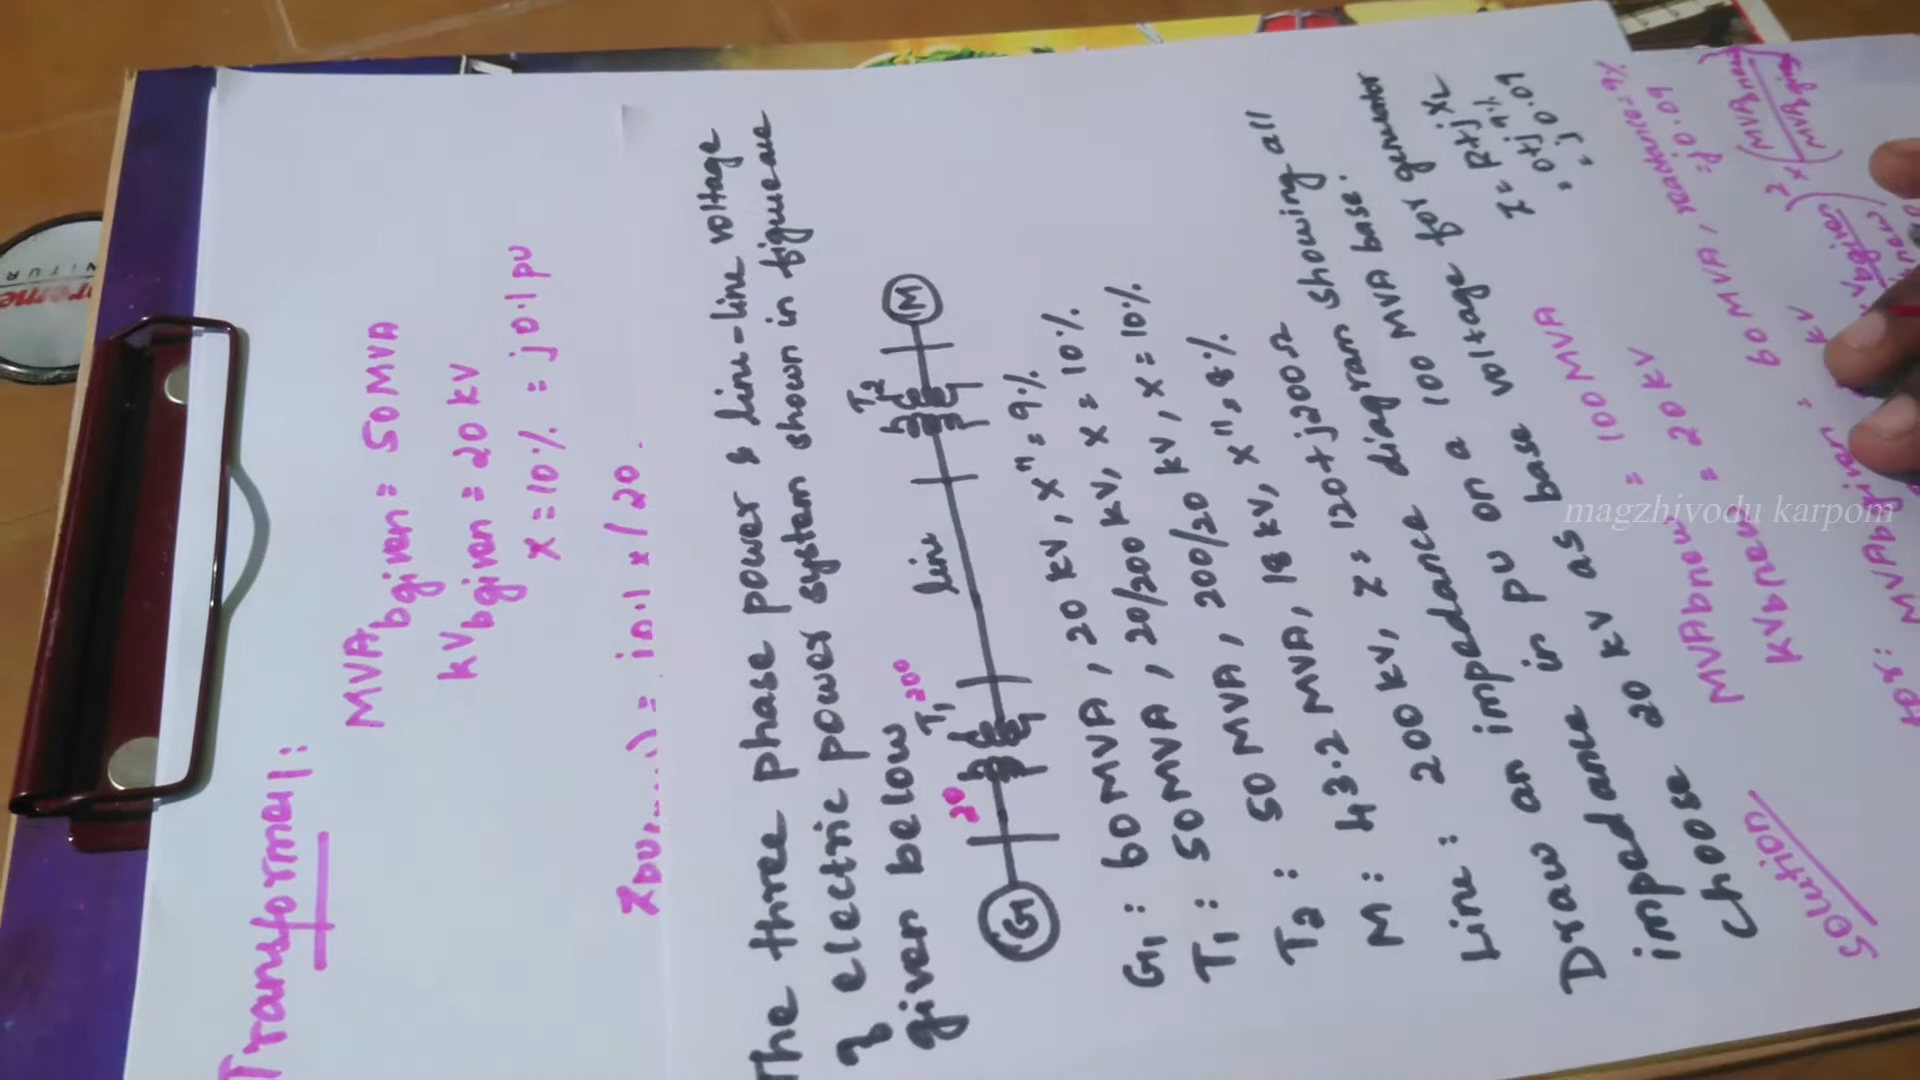 Transformer:
MVAbgiven = 50 MVA
kVbgiven = 20 kV
X = 10% = j0.1 pu
= j0.1 x (20
The three phase power & line-line voltage
of electric power system shown in figure are
given below
G1
20
T1
200
line
T2
M
G1: 60 MVA, 20 kV, X" = 9%
T1: 50 MVA, 20/200 kV, X = 10%
T2: 50 MVA, 200/20 kV, X = 10%
M: 43.2 MVA, 18 kV, X" = 8%
Line: 200 kV, Z = 120+j200Ω
Draw an impedance diagram showing all
impedance in pu on a 100 MVA base.
Choose 20 kV as base voltage for generator
Z = R+jXL
= 0+j9%
= j0.09
Solution
MVAbnew = 100 MVA
kVbnew = 20 kV
tor: MVAbgiven = 60 MVA, reactance = 9%
= j0.09
magzhivodu karpom